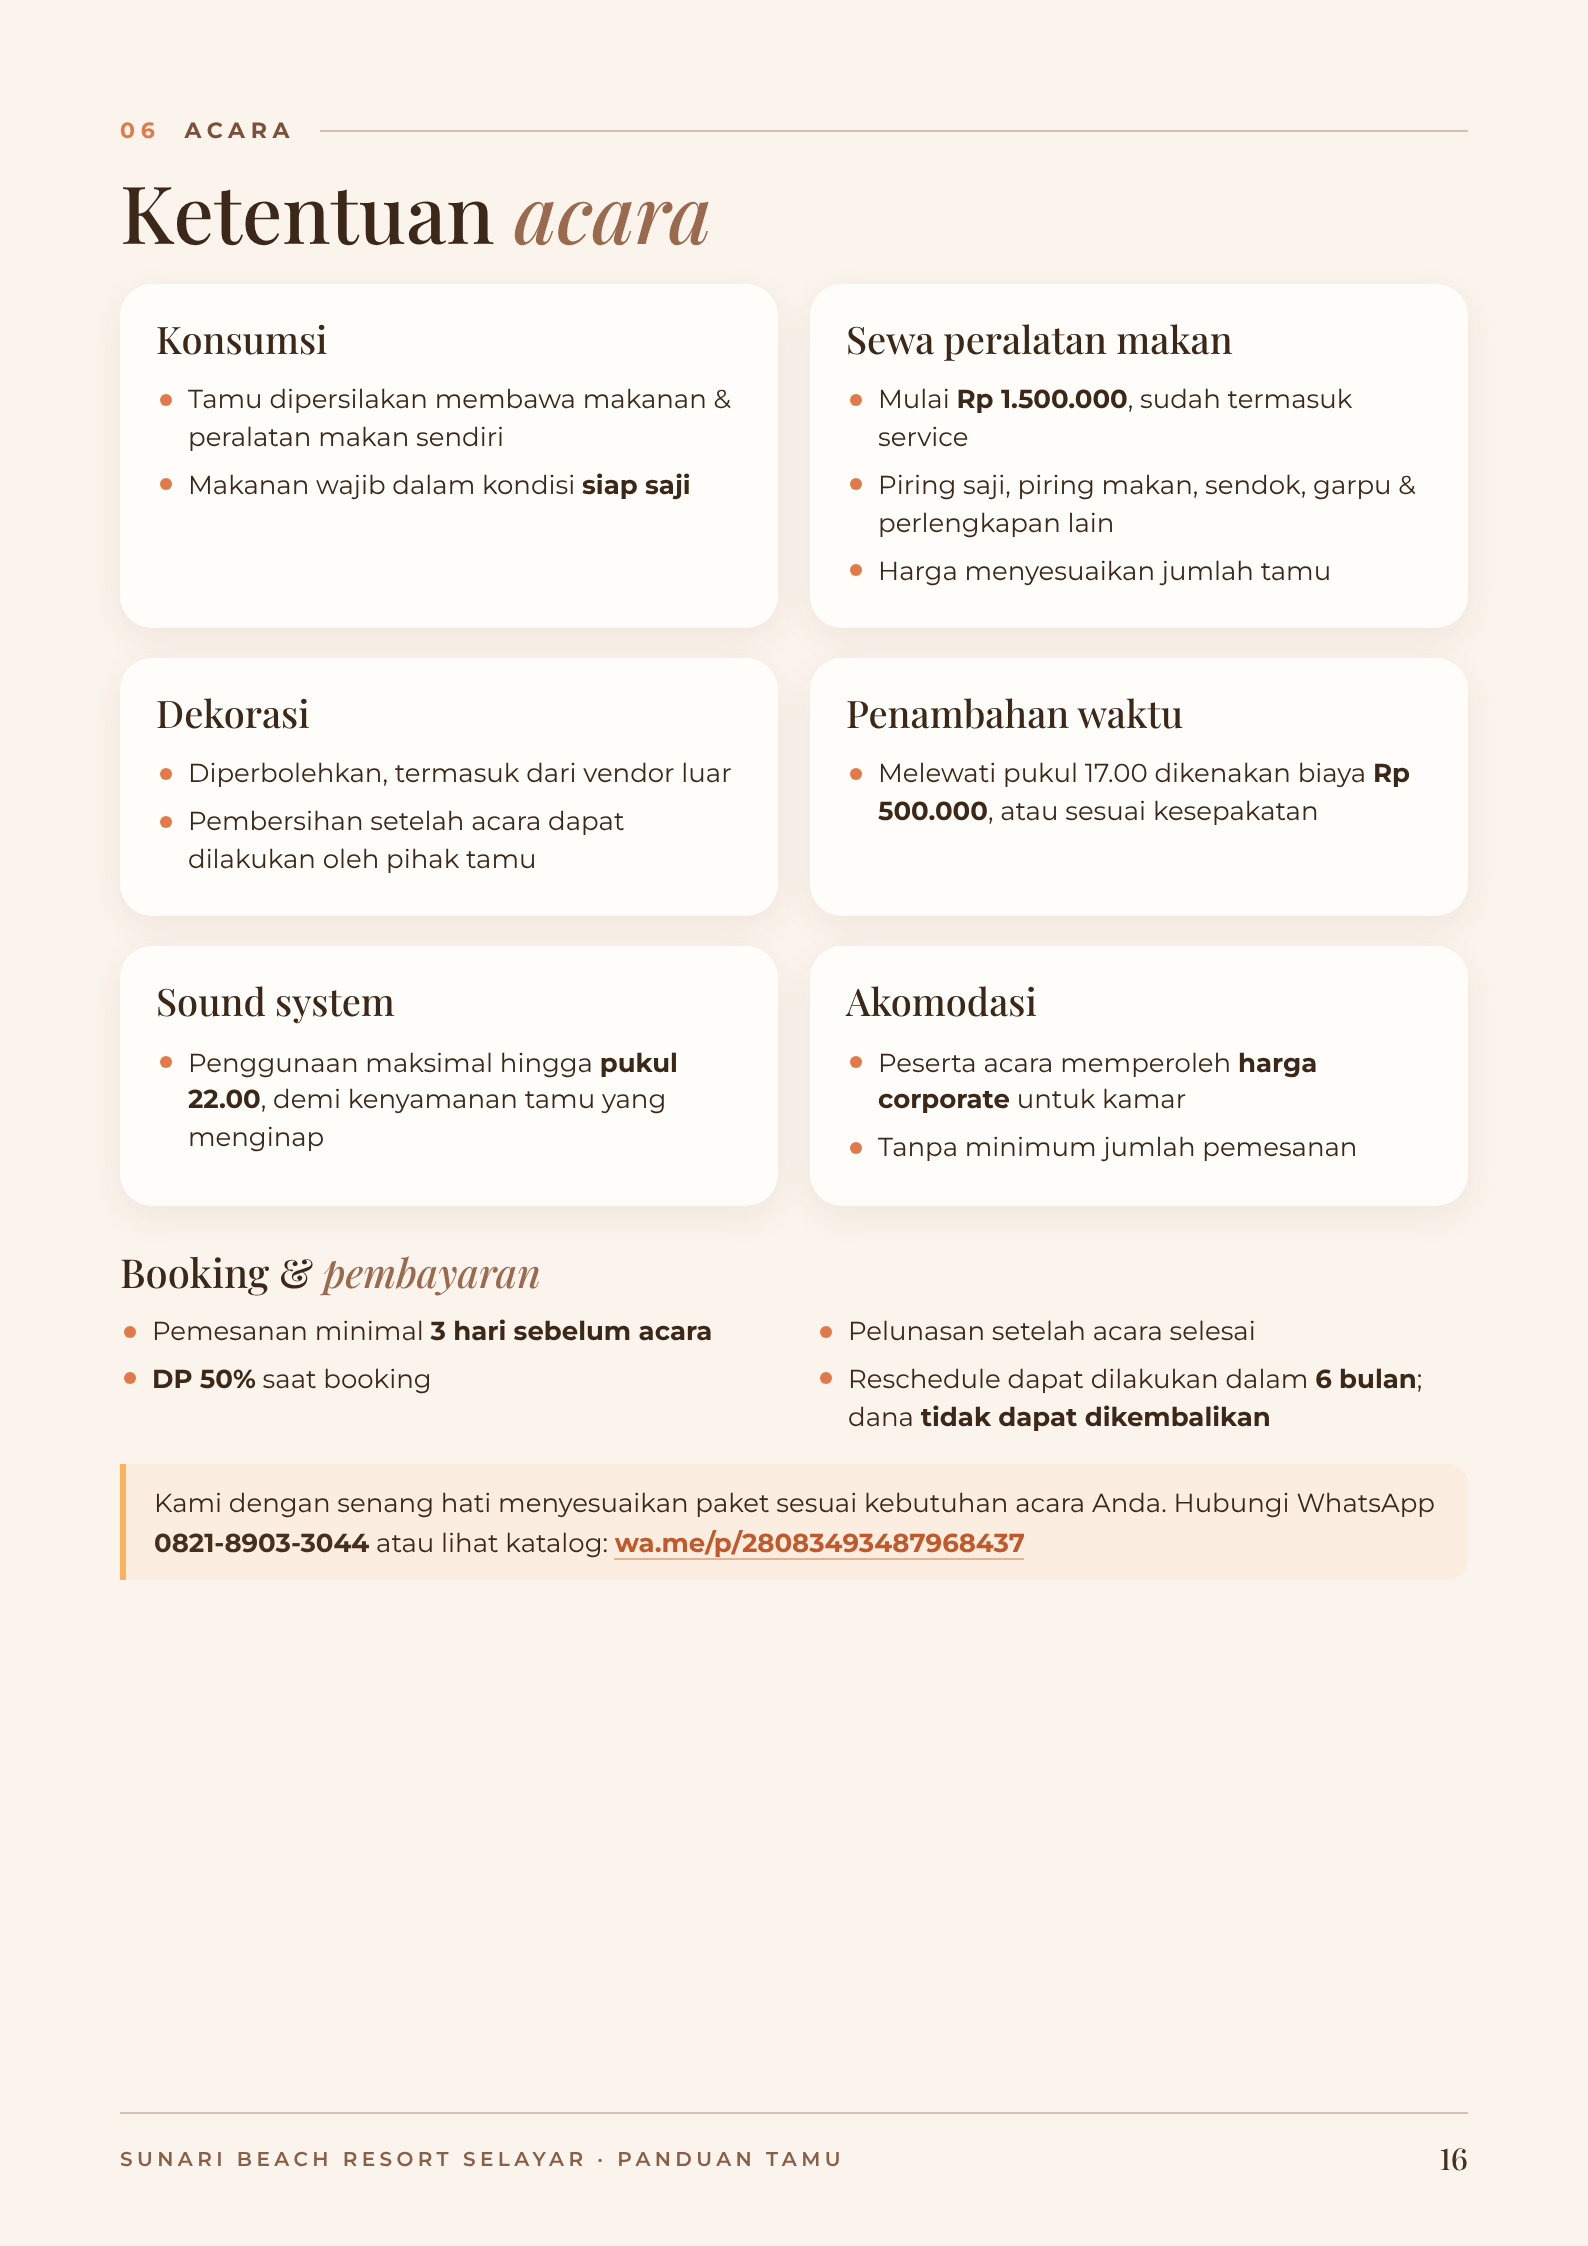 06 ACARA
Ketentuan acara
Konsumsi
Tamu dipersilakan membawa makanan &
peralatan makan sendiri
Makanan wajib dalam kondisi siap saji
Sewa peralatan makan
Mulai Rp 1.500.000, sudah termasuk
service
Piring saji, piring makan, sendok, garpu &
perlengkapan lain
Harga menyesuaikan jumlah tamu
Dekorasi
Diperbolehkan, termasuk dari vendor luar
Pembersihan setelah acara dapat
dilakukan oleh pihak tamu
Penambahan waktu
Melewati pukul 17.00 dikenakan biaya Rp
500.000, atau sesuai kesepakatan
Sound system
Penggunaan maksimal hingga pukul
22.00, demi kenyamanan tamu yang
menginap
Akomodasi
Peserta acara memperoleh harga
corporate untuk kamar
Tanpa minimum jumlah pemesanan
Booking & pembayaran
Pemesanan minimal 3 hari sebelum acara
DP 50% saat booking
Pelunasan setelah acara selesai
Reschedule dapat dilakukan dalam 6 bulan;
dana tidak dapat dikembalikan
Kami dengan senang hati menyesuaikan paket sesuai kebutuhan acara Anda. Hubungi WhatsApp
0821-8903-3044 atau lihat katalog: wa.me/p/28083493487968437
SUNARI BEACH RESORT SELAYAR · PANDUAN TAMU
16